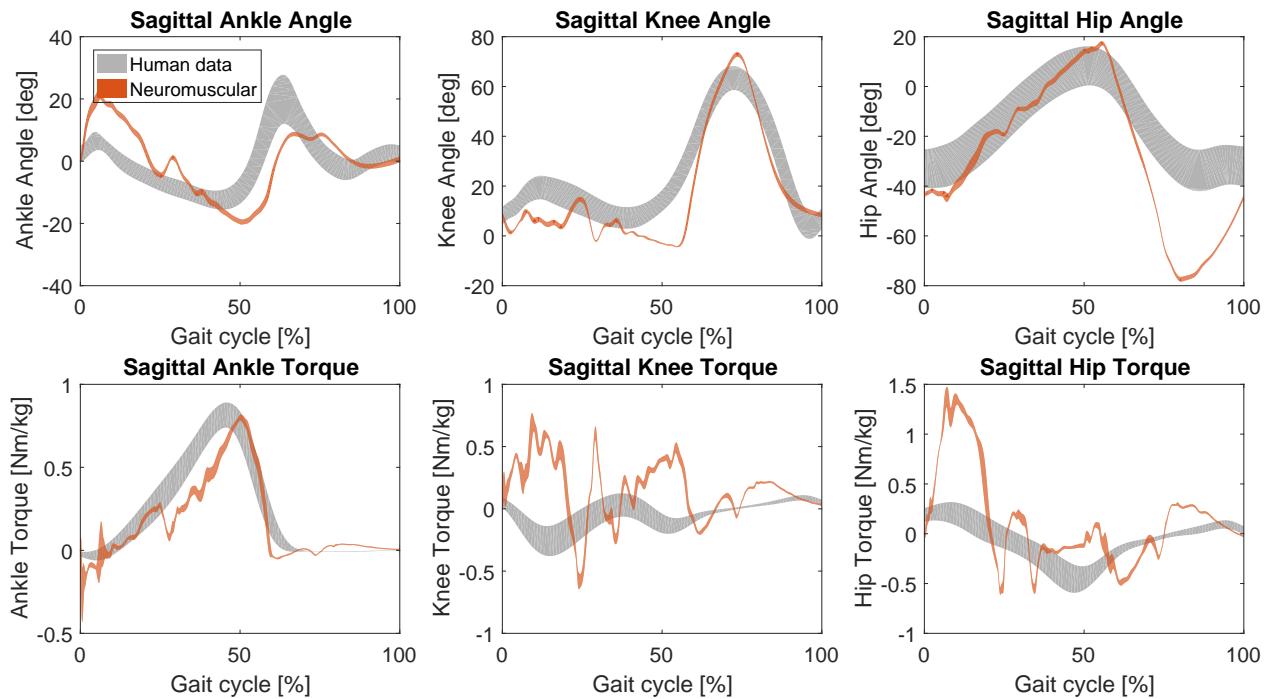 Sagittal Ankle Angle
40
20
0
-20
-40
Ankle Angle [deg]
Human data
Neuromuscular
0
50
100
Gait cycle [%]
Sagittal Knee Angle
80
60
40
20
0
-20
Knee Angle [deg]
0
50
100
Gait cycle [%]
Sagittal Hip Angle
20
0
-20
-40
-60
-80
Hip Angle [deg]
0
50
100
Gait cycle [%]
Sagittal Ankle Torque
1
0.5
0
-0.5
Ankle Torque [Nm/kg]
0
50
100
Gait cycle [%]
Sagittal Knee Torque
1
0.5
0
-0.5
-1
Knee Torque [Nm/kg]
0
50
100
Gait cycle [%]
Sagittal Hip Torque
1.5
1
0.5
0
-0.5
-1
Hip Torque [Nm/kg]
0
50
100
Gait cycle [%]